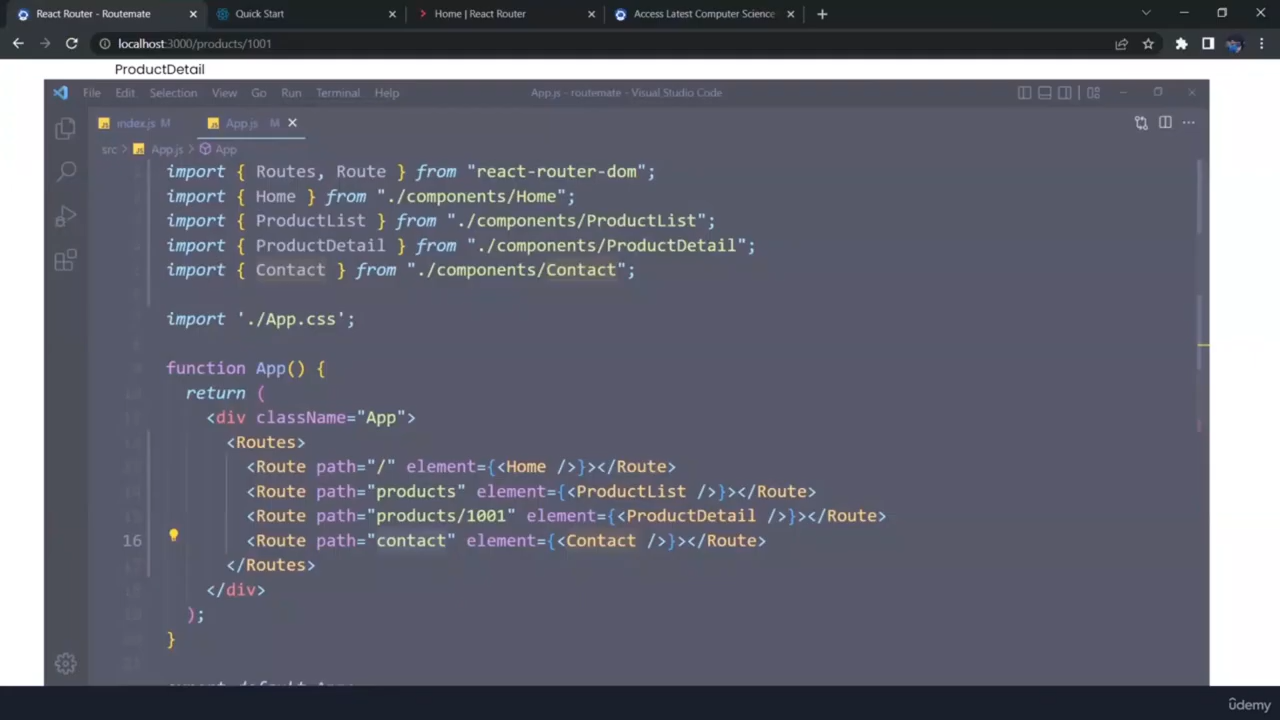 React Router - Routemate
Quick Start
Home | React Router
Access Latest Computer Science
localhost:3000/products/1001
ProductDetail
File Edit Selection View Go Run Terminal Help
App.js - routemate - Visual Studio Code
index.js M
App.js M
src > App.js > App
import { Routes, Route } from "react-router-dom";
import { Home } from "./components/Home";
import { ProductList } from "./components/ProductList";
import { ProductDetail } from "./components/ProductDetail";
import { Contact } from "./components/Contact";
import './App.css';
function App() {
return (
<div className="App">
<Routes>
<Route path="/" element={<Home />}></Route>
<Route path="products" element={<ProductList />}></Route>
<Route path="products/1001" element={<ProductDetail />}></Route>
16 <Route path="contact" element={<Contact />}></Route>
</Routes>
</div>
);
}
export default App;
ûdemy